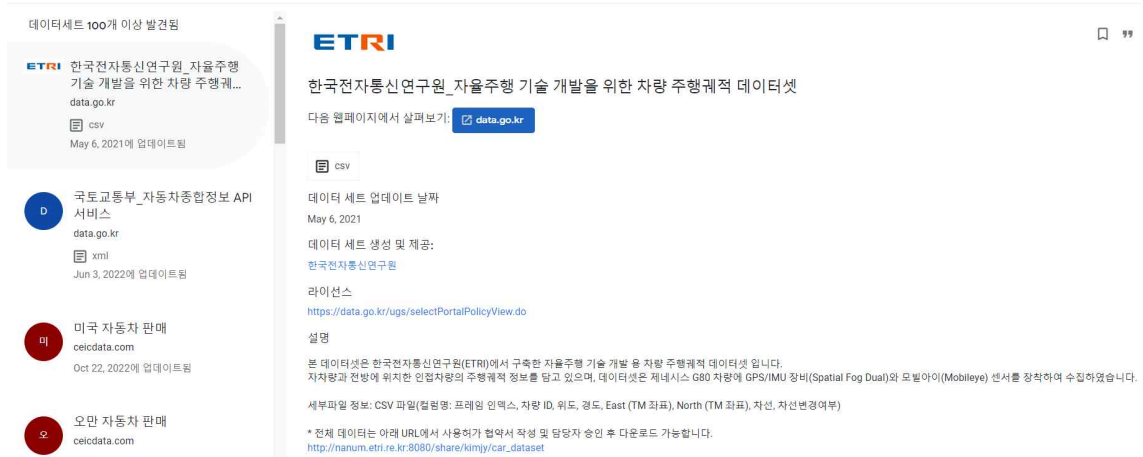 데이터세트 100개 이상 발견됨
ETRI
한국전자통신연구원_자율주행
기술 개발을 위한 차량 주행궤...
data.go.kr
csv
May 6, 2021에 업데이트됨
D
국토교통부_자동차종합정보 API
서비스
data.go.kr
xml
Jun 3, 2022에 업데이트됨
미
미국 자동차 판매
ceicdata.com
Oct 22, 2022에 업데이트됨
오
오만 자동차 판매
ceicdata.com
ETRI
한국전자통신연구원_자율주행 기술 개발을 위한 차량 주행궤적 데이터셋
다음 웹페이지에서 살펴보기: data.go.kr
csv
데이터 세트 업데이트 날짜
May 6, 2021
데이터 세트 생성 및 제공:
한국전자통신연구원
라이선스
https://data.go.kr/ugs/selectPortalPolicyView.do
설명
본 데이터셋은 한국전자통신연구원(ETRI)에서 구축한 자율주행 기술 개발 용 차량 주행궤적 데이터셋 입니다.
자차량과 전방에 위치한 인접차량의 주행궤적 정보를 담고 있으며, 데이터셋은 제네시스 G80 차량에 GPS/IMU 장비(Spatial Fog Dual)와 모빌아이(Mobileye) 센서를 장착하여 수집하였습니다.
세부파일 정보: CSV 파일(컬럼명: 프레임 인덱스, 차량 ID, 위도, 경도, East (TM 좌표), North (TM 좌표), 차선, 차선변경여부)
* 전체 데이터는 아래 URL에서 사용허가 협약서 작성 및 담당자 승인 후 다운로드 가능합니다.
http://nanum.etri.re.kr:8080/share/kimjy/car_dataset